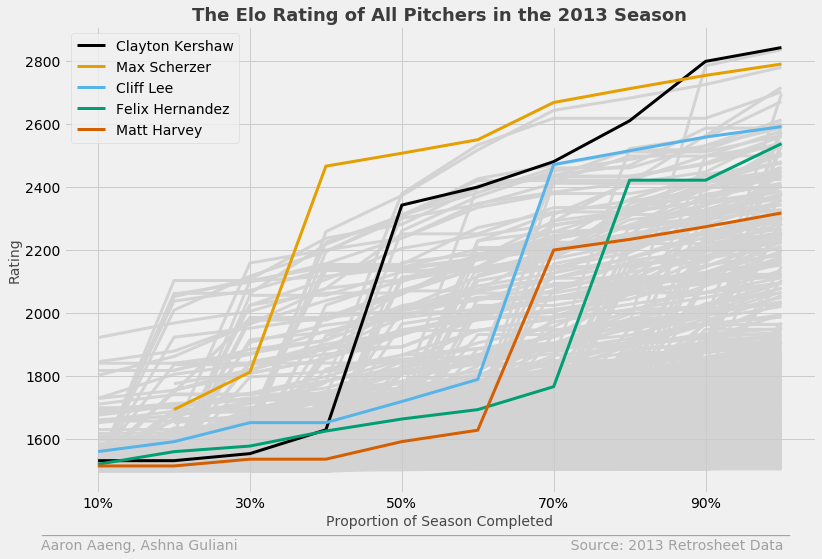 The Elo Rating of All Pitchers in the 2013 Season
Clayton Kershaw
Max Scherzer
Cliff Lee
Felix Hernandez
Matt Harvey
2800
2600
2400
2200
2000
1800
1600
Rating
10%
30%
50%
70%
90%
Proportion of Season Completed
Aaron Aaeng, Ashna Guliani
Source: 2013 Retrosheet Data